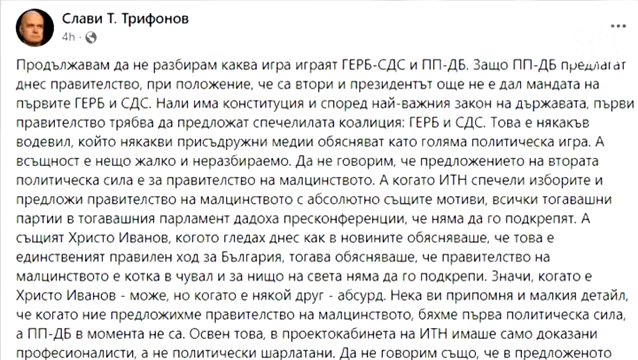 Слави Т. Трифонов
4h
Продължавам да не разбирам каква игра играят ГЕРБ-СДС и ПП-ДБ. Защо ПП-ДБ предлагат
днес правителство, при положение, че са втори и президентът още не е дал мандата на
първите ГЕРБ и СДС. Нали има конституция и според най-важния закон на държавата, първи
правителство трябва да предложат спечелилата коалиция: ГЕРБ и СДС. Това е някакъв
водевил, който някакви присъдружни медии обясняват като голяма политическа игра. А
всъщност е нещо жалко и неразбираемо. Да не говорим, че предложението на втората
политическа сила е за правителство на малцинството. А когато ИТН спечели изборите и
предложи правителство на малцинството с абсолютно същите мотиви, всички тогавашни
партии в тогавашния парламент дадоха пресконференции, че няма да го подкрепят. А
същият Христо Иванов, когото гледах днес как в новините обясняваше, че това е
единственият правилен ход за България, тогава обясняваше, че правителство на
малцинството е котка в чувал и за нищо на света няма да го подкрепи. Значи, когато е
Христо Иванов - може, но когато е някой друг - абсурд. Нека ви припомня и малкия детайл,
че когато ние предложихме правителство на малцинството, бяхме първа политическа сила,
а ПП-ДБ в момента не са. Освен това, в проектокабинета на ИТН имаше само доказани
професионалисти, а не политически шарлатани. Да не говорим също, че в предложеното